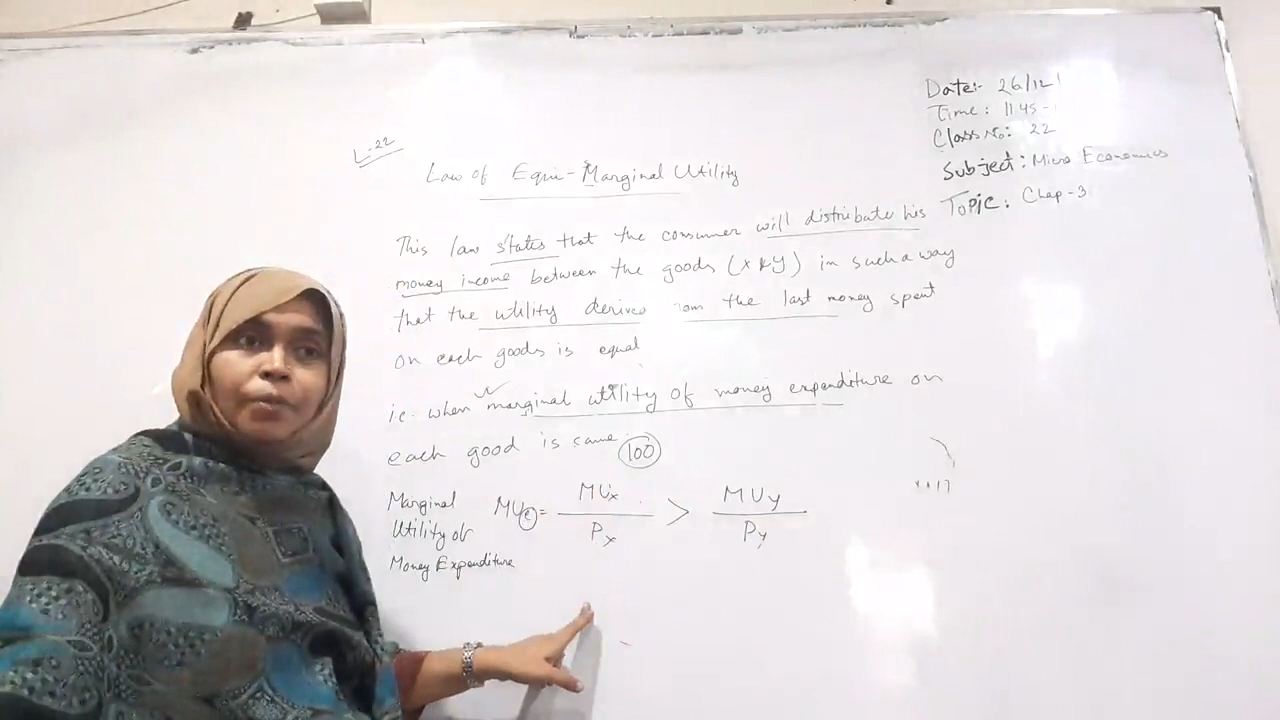 L-22
Law of Equi-Marginal Utility
Date:- 26/12
Time: 11 45-
Class No: 22
Subject: Micro Economics
Topic: Chap-3
This law states that the consumer will distribute his
money income between the goods (X & Y) in such a way
that the utility derives the last money spent
on each goods is equal
i.e. when marginal utility of money expenditure on
each good is same 100
Marginal
Utility of
Money Expenditure
MUE = MUx / Px > MUy / Py